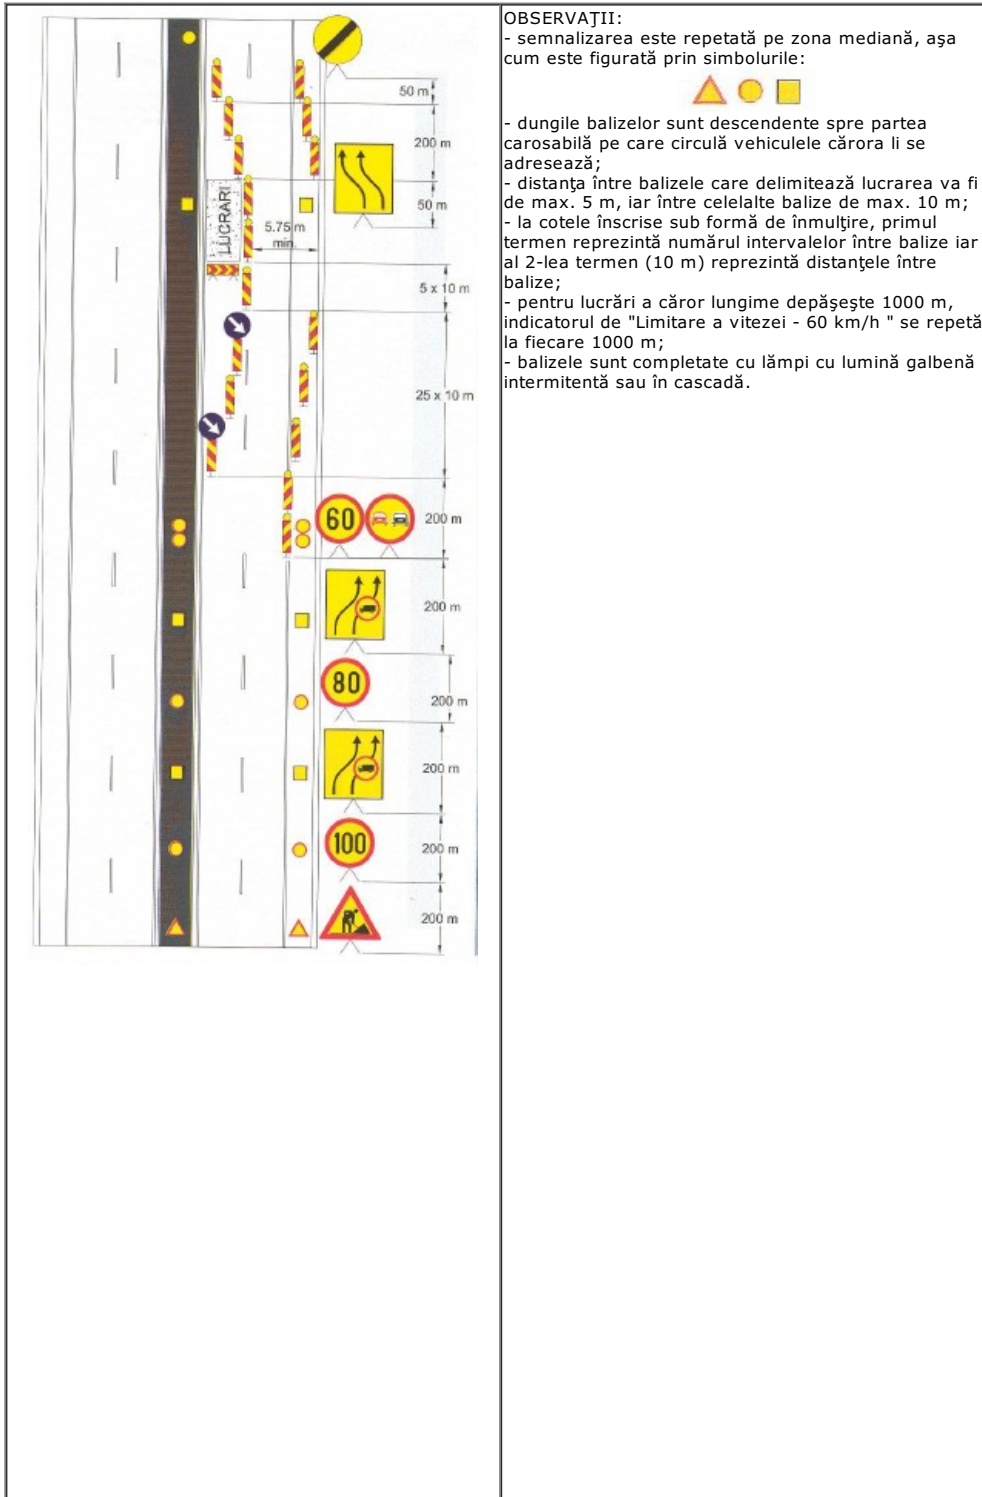 50 m
200 m
50 m
LUCRARI
5.75 m
min.
5 x 10 m
25 x 10 m
60
200 m
200 m
80
200 m
200 m
100
200 m
200 m
OBSERVAŢII:
- semnalizarea este repetată pe zona mediană, aşa
cum este figurată prin simbolurile:
- dungile balizelor sunt descendente spre partea
carosabilă pe care circulă vehiculele cărora li se
adresează;
- distanţa între balizele care delimitează lucrarea va fi
de max. 5 m, iar între celelalte balize de max. 10 m;
- la cotele înscrise sub formă de înmulţire, primul
termen reprezintă numărul intervalelor între balize iar
al 2-lea termen (10 m) reprezintă distanţele între
balize;
- pentru lucrări a căror lungime depăşeşte 1000 m,
indicatorul de "Limitare a vitezei - 60 km/h " se repetă
la fiecare 1000 m;
- balizele sunt completate cu lămpi cu lumină galbenă
intermitentă sau în cascadă.